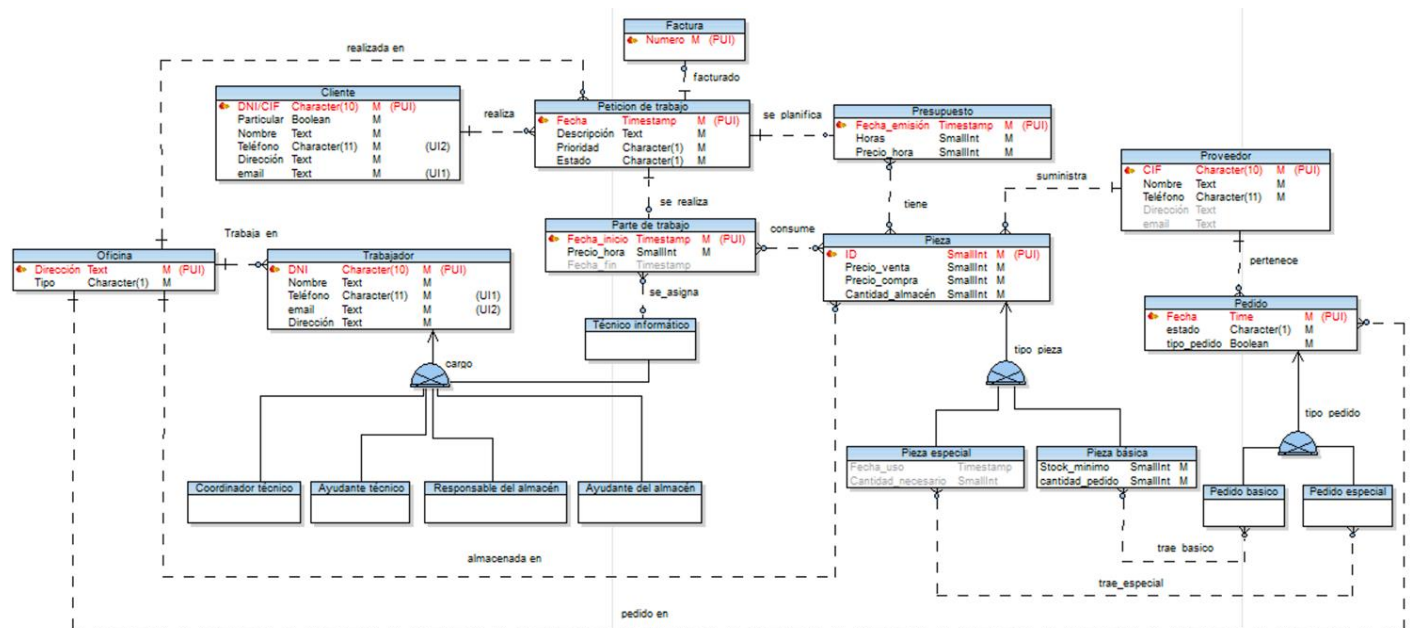 Factura
Numero M (PUI)
realizada en
facturado
Cliente
DNI/CIF Character(10) M (PUI)
Particular Boolean M
Nombre Text M
Teléfono Character(11) M (UI2)
Dirección Text M
email Text M (UI1)
realiza
Peticion de trabajo
Fecha Timestamp M (PUI)
Descripción Text M
Prioridad Character(1) M
Estado Character(1) M
se planifica
Presupuesto
Fecha_emisión Timestamp M (PUI)
Horas SmallInt M
Precio_hora SmallInt M
Proveedor
CIF Character(10) M (PUI)
Nombre Text M
Teléfono Character(11) M
Dirección Text
email Text
suministra
se realiza
tiene
Trabaja en
Parte de trabajo
Fecha_inicio Timestamp M (PUI)
Precio_hora SmallInt M
Fecha_fin Timestamp
consume
Pieza
ID SmallInt M (PUI)
Precio_venta SmallInt M
Precio_compra SmallInt M
Cantidad_almacén SmallInt M
pertenece
Oficina
Dirección Text M (PUI)
Tipo Character(1) M
Trabajador
DNI Character(10) M (PUI)
Nombre Text M
Teléfono Character(11) M (UI1)
email Text M (UI2)
Dirección Text M
se_asigna
Técnico informático
Pedido
Fecha Time M (PUI)
estado Character(1) M
tipo_pedido Boolean M
cargo
tipo pieza
tipo pedido
Pieza especial
Fecha_uso Timestamp
Cantidad_necesario SmallInt
Pieza básica
Stock_minimo SmallInt M
cantidad_pedido SmallInt M
Coordinador técnico
Ayudante técnico
Responsable del almacén
Ayudante del almacén
Pedido basico
Pedido especial
almacenada en
trae basico
trae_especial
pedido en